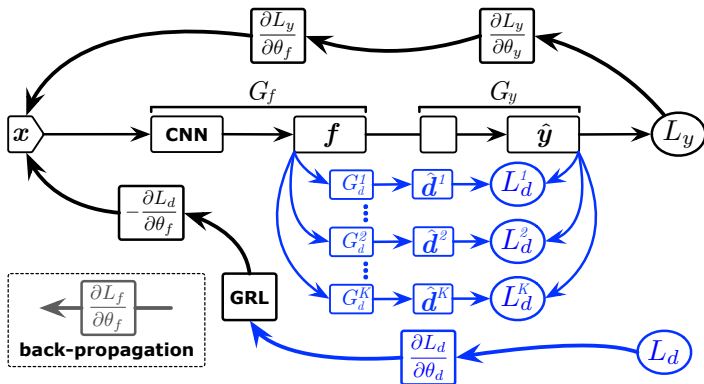 ∂L_y/∂θ_f ∂L_y/∂θ_y
G_f G_y
x CNN f ŷ L_y
G_d^1 d̂^1 L_d^1
G_d^2 d̂^2 L_d^2
G_d^K d̂^K L_d^K
-∂L_d/∂θ_f
GRL
∂L_f/∂θ_f
back-propagation
∂L_d/∂θ_d L_d